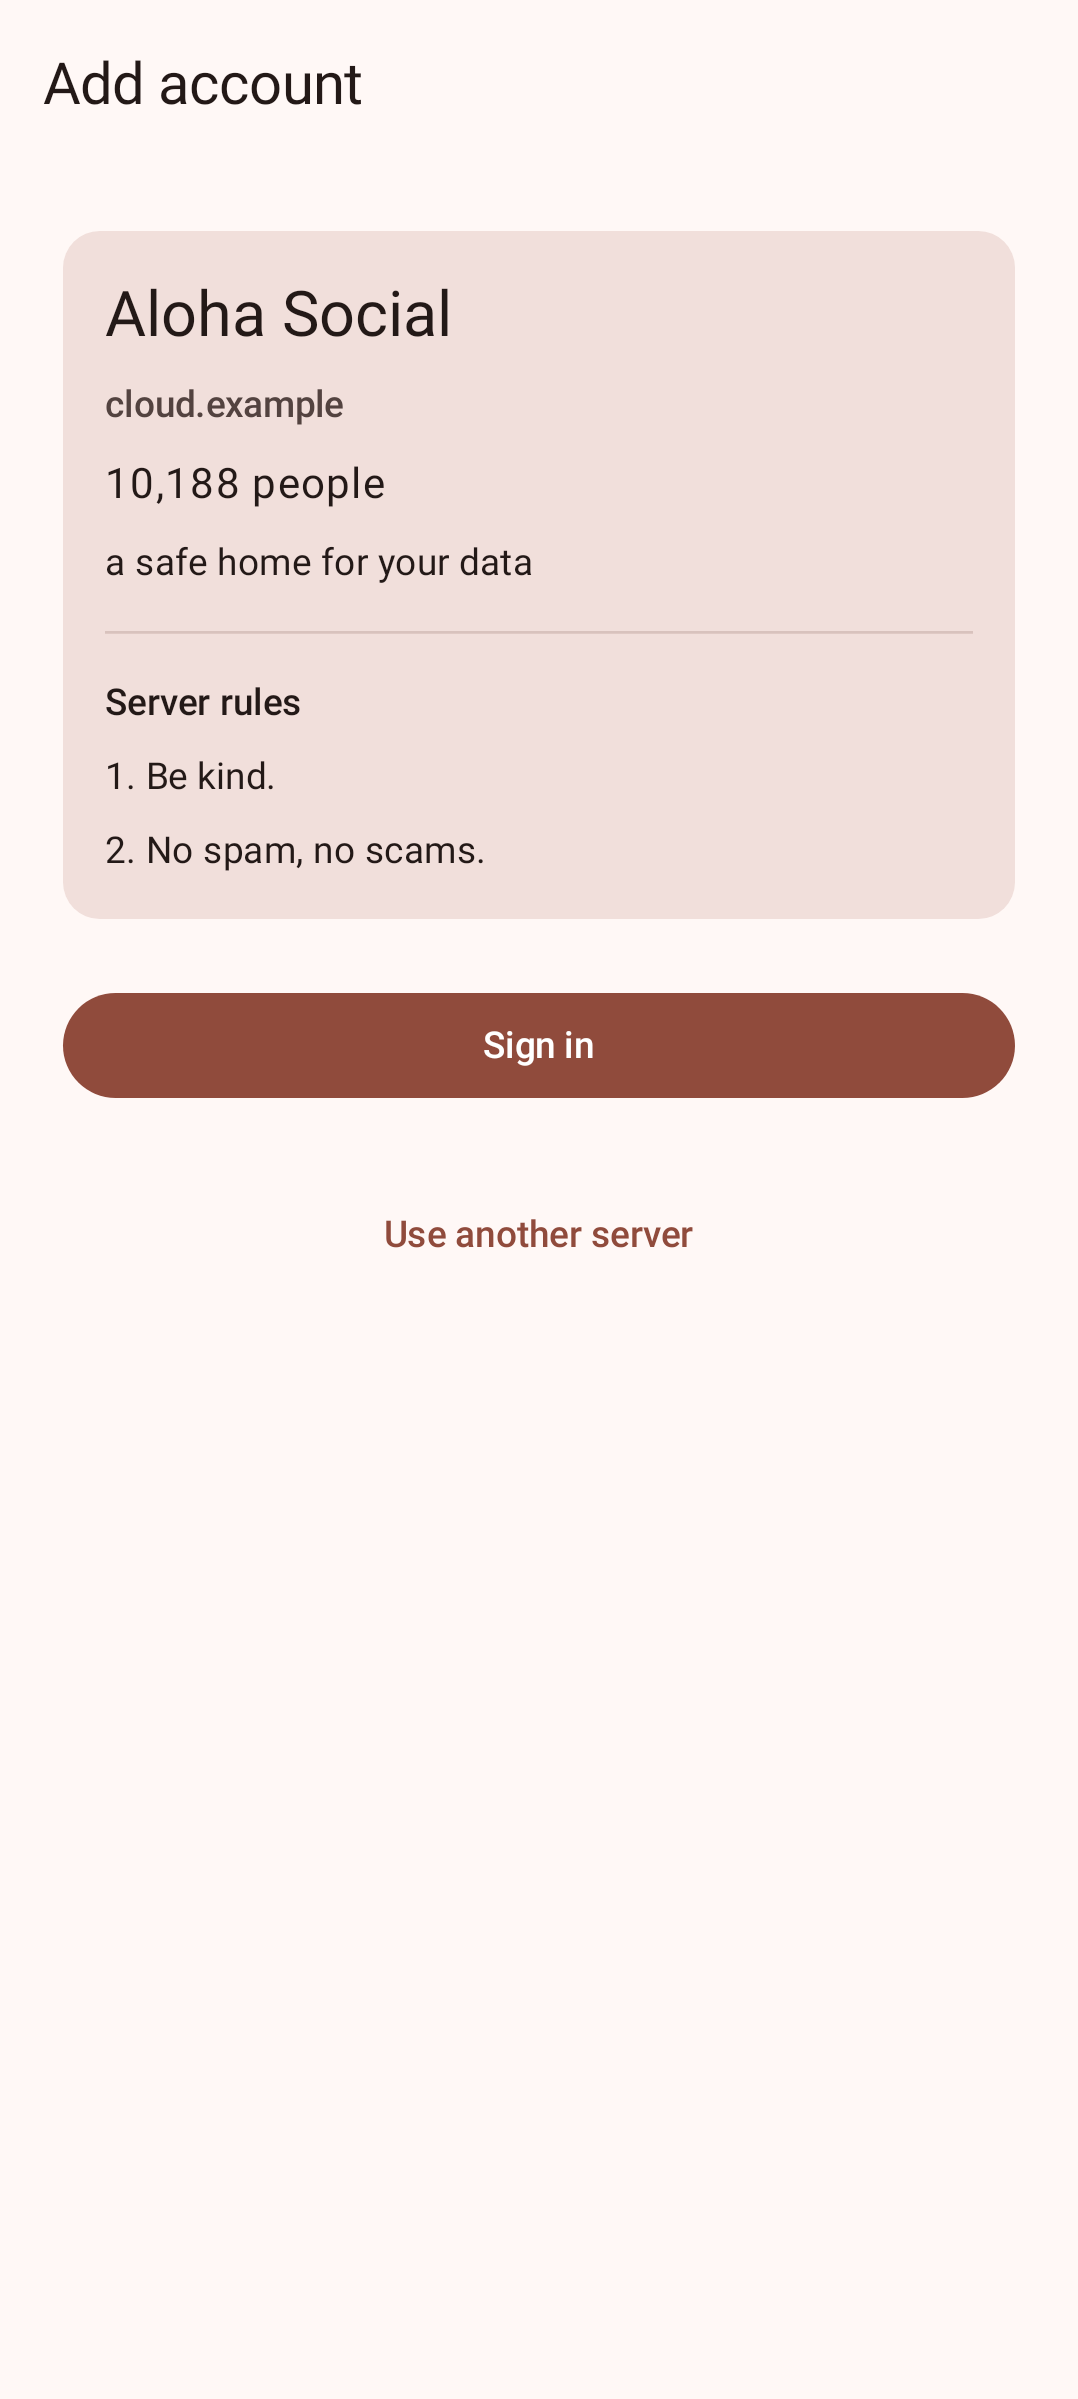 Add account
Aloha Social
cloud.example
10,188 people
a safe home for your data
Server rules
1. Be kind.
2. No spam, no scams.
Sign in
Use another server